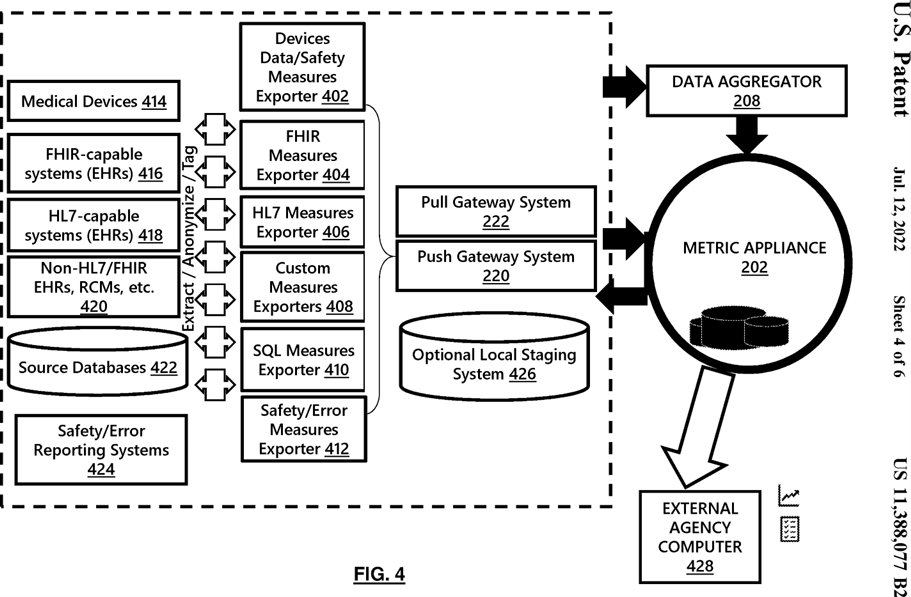 Medical Devices 414
FHIR-capable
systems (EHRs) 416
HL7-capable
systems (EHRs) 418
Non-HL7/FHIR
EHRs, RCMs, etc.
420
Source Databases 422
Safety/Error
Reporting Systems
424
Extract / Anonymize / Tag
Devices
Data/Safety
Measures
Exporter 402
FHIR
Measures
Exporter 404
HL7 Measures
Exporter 406
Custom
Measures
Exporters 408
SQL Measures
Exporter 410
Safety/Error
Measures
Exporter 412
Pull Gateway System
222
Push Gateway System
220
Optional Local Staging
System 426
DATA AGGREGATOR
208
METRIC APPLIANCE
202
EXTERNAL
AGENCY
COMPUTER
428
FIG. 4
U.S. Patent
Jul. 12, 2022
Sheet 4 of 6
US 11,388,077 B2